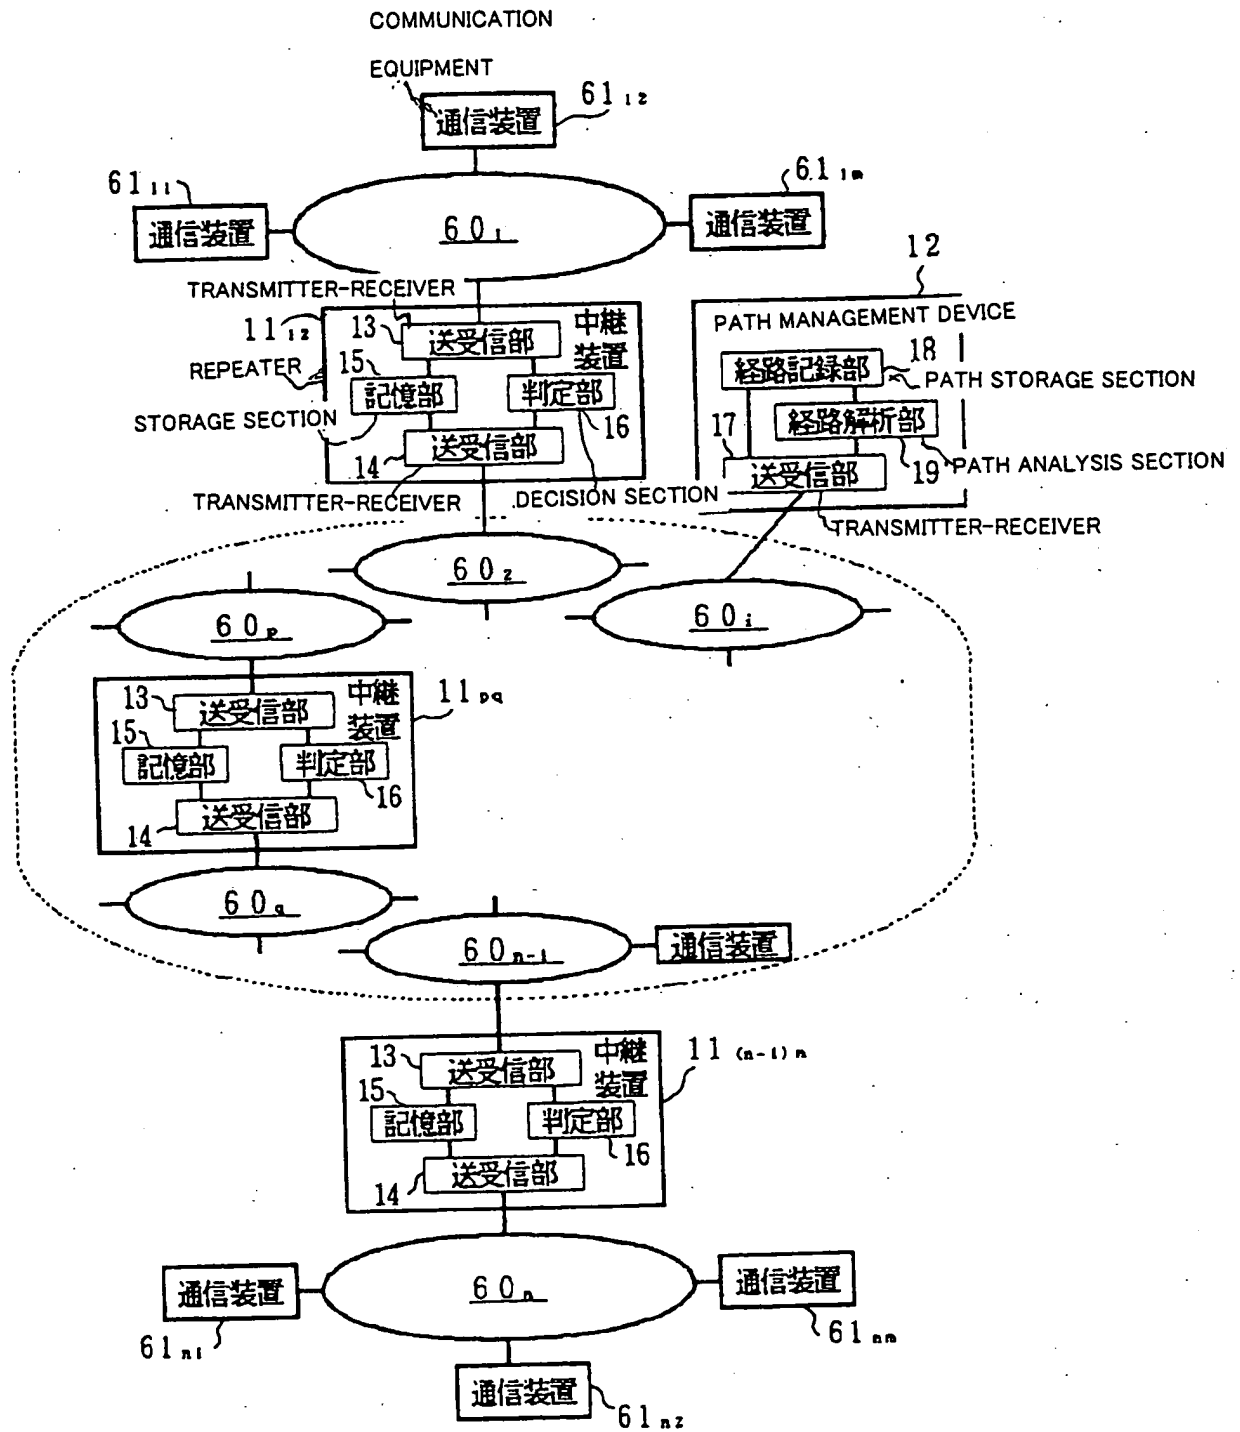 COMMUNICATION
EQUIPMENT
通信装置
61₁₂
61₁₁
通信装置
61₁ₘ
通信装置
60₁
TRANSMITTER-RECEIVER
11₁₂
13
送受信部
中継
装置
REPEATER
15
記憶部
判定部
STORAGE SECTION
16
14
送受信部
TRANSMITTER-RECEIVER
DECISION SECTION
12
PATH MANAGEMENT DEVICE
経路記録部
18
PATH STORAGE SECTION
17
経路解析部
19
PATH ANALYSIS SECTION
送受信部
TRANSMITTER-RECEIVER
60₂
60ᵢ
60ₚ
13
送受信部
中継
装置
11pq
15
記憶部
判定部
16
14
送受信部
60q
60ₙ₋₁
通信装置
13
送受信部
中継
装置
11₍ₙ₋₁₎ₙ
15
記憶部
判定部
16
14
送受信部
60ₙ
通信装置
61ₙ₁
通信装置
61ₙₘ
通信装置
61ₙ₂